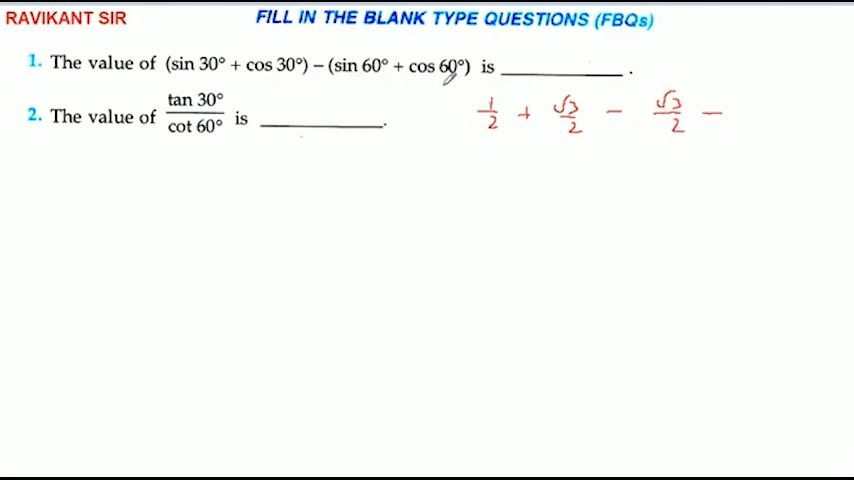 RAVIKANT SIR
FILL IN THE BLANK TYPE QUESTIONS (FBQs)
1. The value of (sin 30° + cos 30°) – (sin 60° + cos 60°) is ____________.
2. The value of tan 30° / cot 60° is ____________.
1/2 + √3/2 – √3/2 –